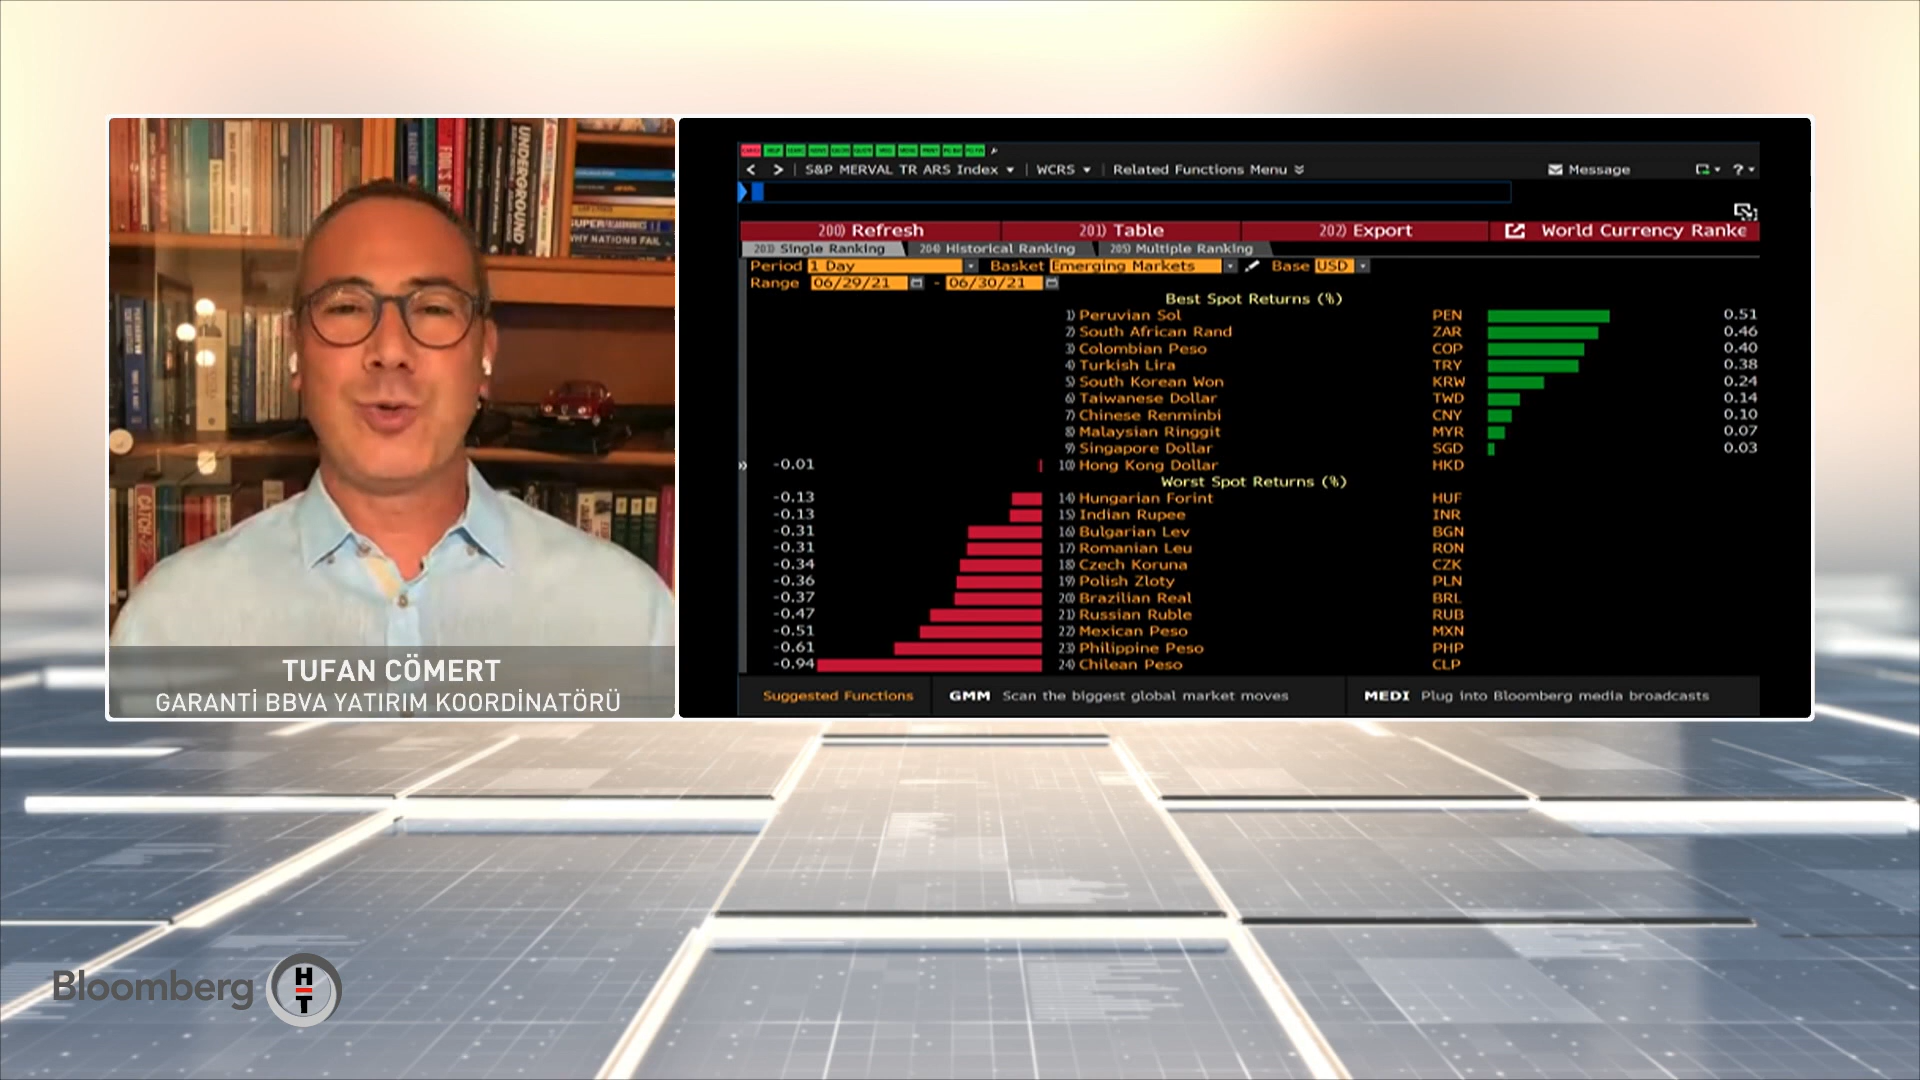 UNDERGROUND
SUPER
WHY NATIONS FAIL
CATCH-22
TUFAN CÖMERT
GARANTİ BBVA YATIRIM KOORDİNATÖRÜ
< > S&P MERVAL TR ARS Index WCRS Related Functions Menu Message ?
200) Refresh 201) Table 202) Export World Currency Ranke
203) Single Ranking 204) Historical Ranking 205) Multiple Ranking
Period 1 Day Basket Emerging Markets Base USD
Range 06/29/21 - 06/30/21
Best Spot Returns (%)
1) Peruvian Sol PEN 0.51
2) South African Rand ZAR 0.46
3) Colombian Peso COP 0.40
4) Turkish Lira TRY 0.38
5) South Korean Won KRW 0.24
6) Taiwanese Dollar TWD 0.14
7) Chinese Renminbi CNY 0.10
8) Malaysian Ringgit MYR 0.07
9) Singapore Dollar SGD 0.03
-0.01 10) Hong Kong Dollar HKD
Worst Spot Returns (%)
-0.13 14) Hungarian Forint HUF
-0.13 15) Indian Rupee INR
-0.31 16) Bulgarian Lev BGN
-0.31 17) Romanian Leu RON
-0.34 18) Czech Koruna CZK
-0.36 19) Polish Zloty PLN
-0.37 20) Brazilian Real BRL
-0.47 21) Russian Ruble RUB
-0.51 22) Mexican Peso MXN
-0.61 23) Philippine Peso PHP
-0.94 24) Chilean Peso CLP
Suggested Functions GMM Scan the biggest global market moves MEDI Plug into Bloomberg media broadcasts
Bloomberg HT